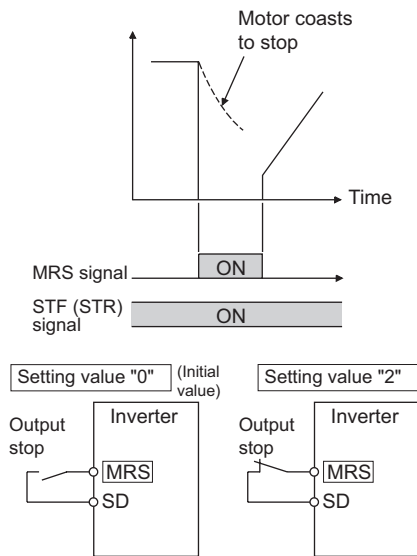 Motor coasts
to stop
Time
MRS signal
ON
STF (STR)
signal
ON
Setting value "0"
(Initial
value)
Setting value "2"
Output
stop
Inverter
MRS
SD
Output
stop
Inverter
MRS
SD